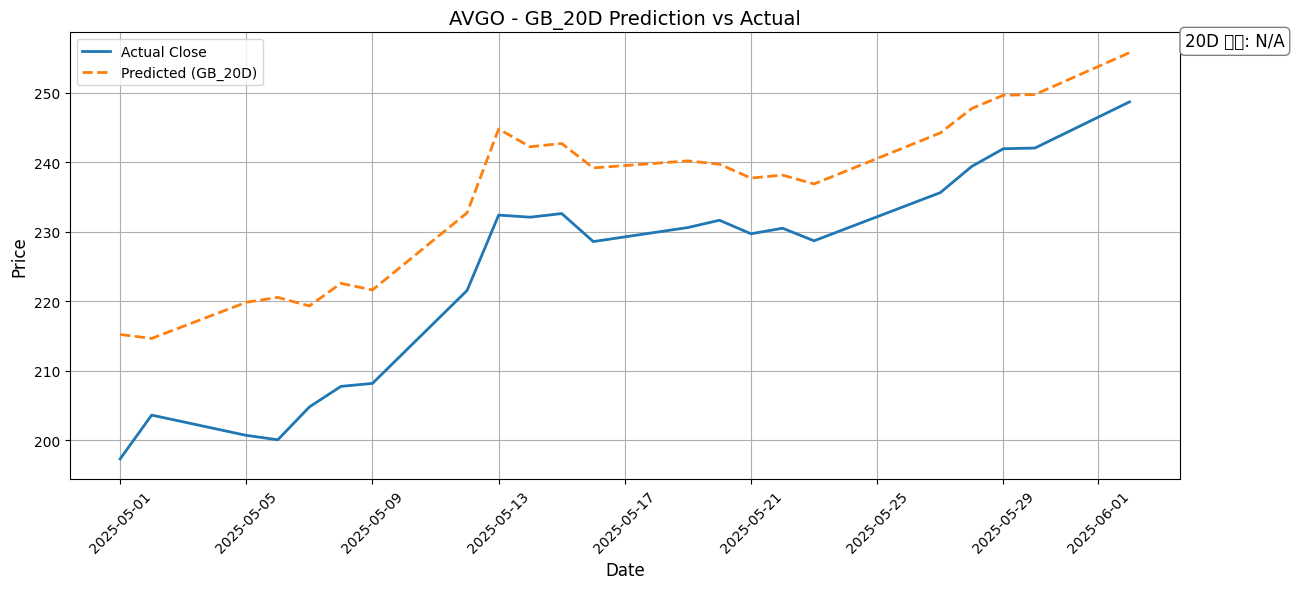 AVGO - GB_20D Prediction vs Actual
20D : N/A
Actual Close
Predicted (GB_20D)
Price
250
240
230
220
210
200
2025-05-01
2025-05-05
2025-05-09
2025-05-13
2025-05-17
2025-05-21
2025-05-25
2025-05-29
2025-06-01
Date